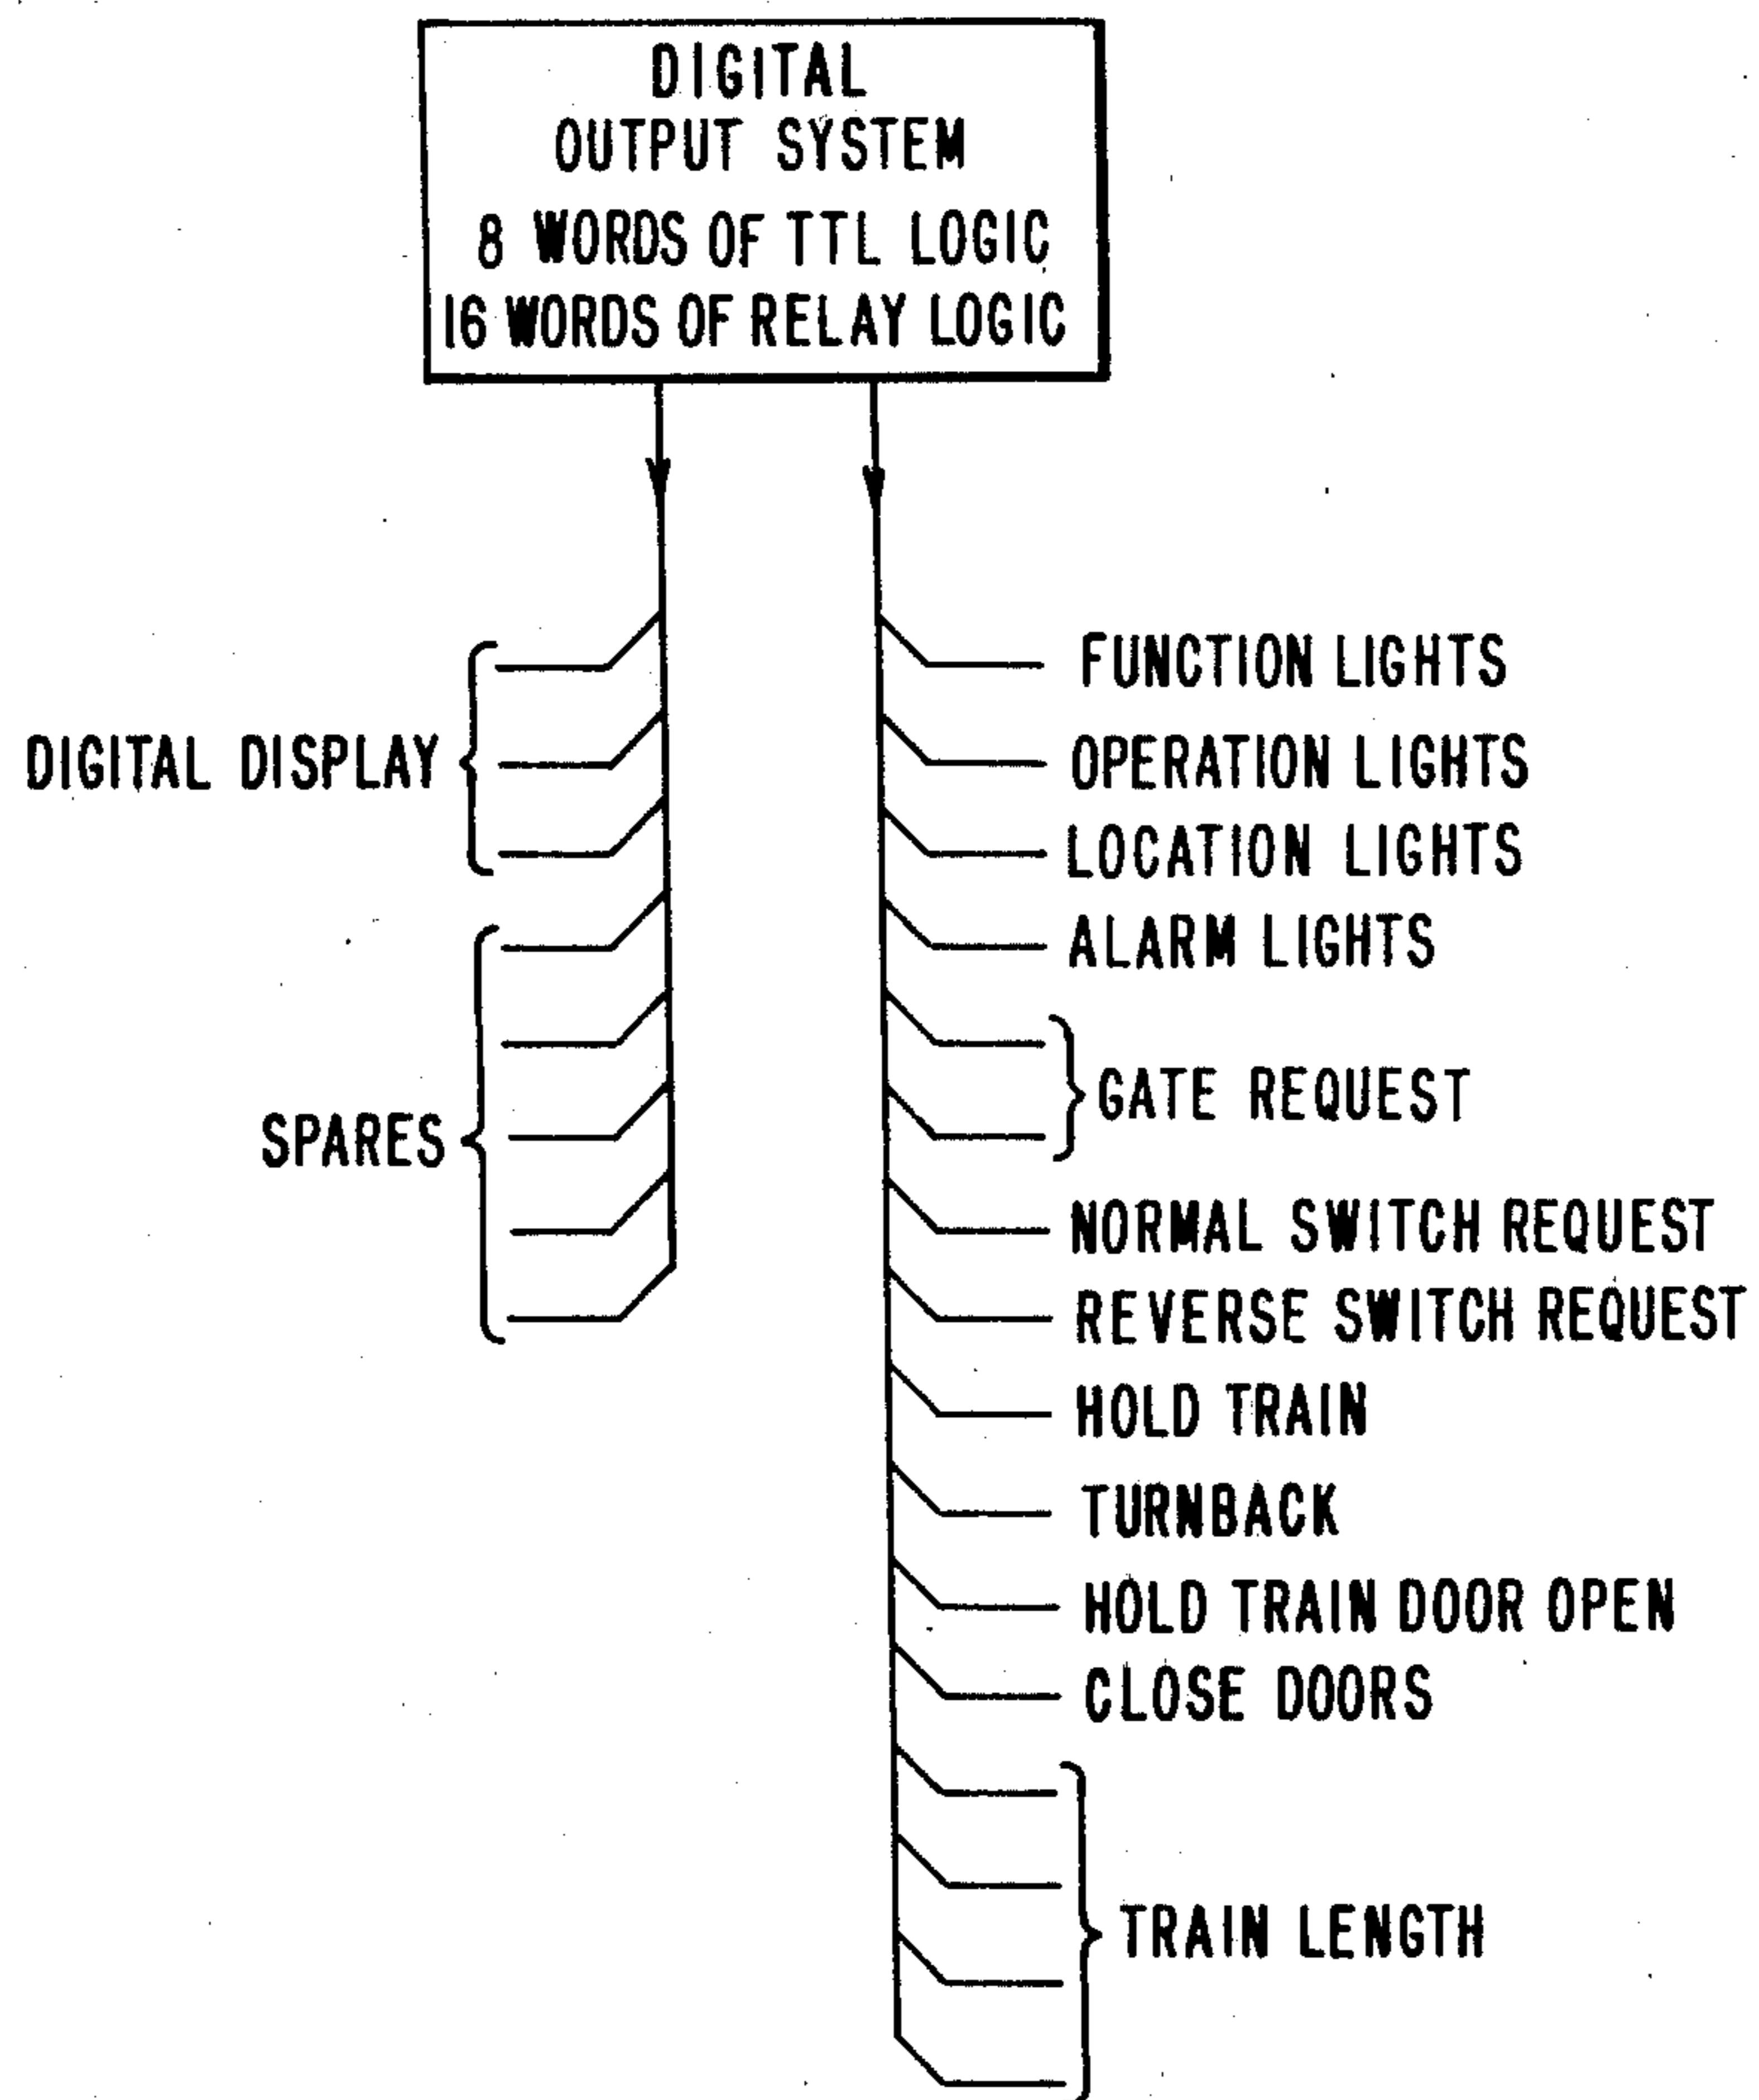 DIGITAL
OUTPUT SYSTEM
8 WORDS OF TTL LOGIC
16 WORDS OF RELAY LOGIC
DIGITAL DISPLAY
SPARES
FUNCTION LIGHTS
OPERATION LIGHTS
LOCATION LIGHTS
ALARM LIGHTS
GATE REQUEST
NORMAL SWITCH REQUEST
REVERSE SWITCH REQUEST
HOLD TRAIN
TURNBACK
HOLD TRAIN DOOR OPEN
CLOSE DOORS
TRAIN LENGTH